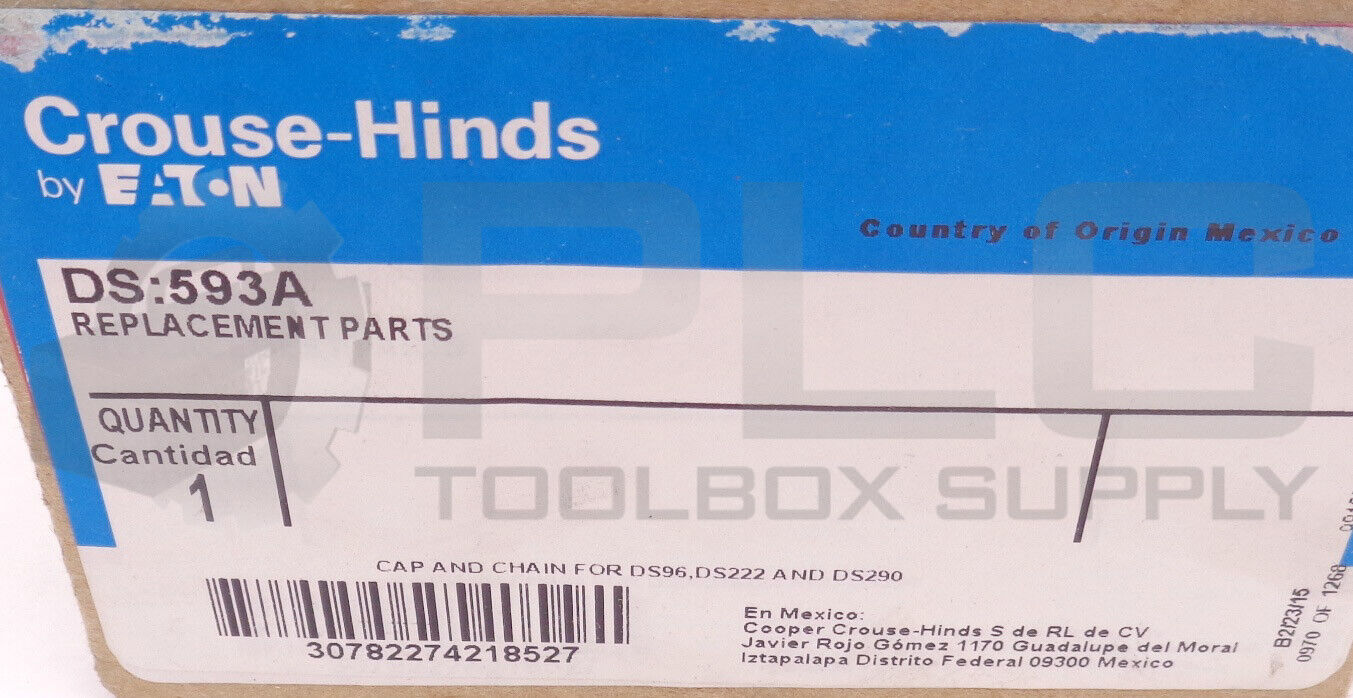 Crouse-Hinds
by EATON
Country of Origin Mexico
DS:593A
REPLACEMENT PARTS
QUANTITY
Cantidad
1
CAP AND CHAIN FOR DS96,DS222 AND DS290
30782274218527
En Mexico:
Cooper Crouse-Hinds S de RL de CV
Javier Rojo Gómez 1170 Guadalupe del Moral
Iztapalapa Distrito Federal 09300 Mexico
B2/23/15
0970 OF 1268
PLC
TOOLBOX SUPPLY